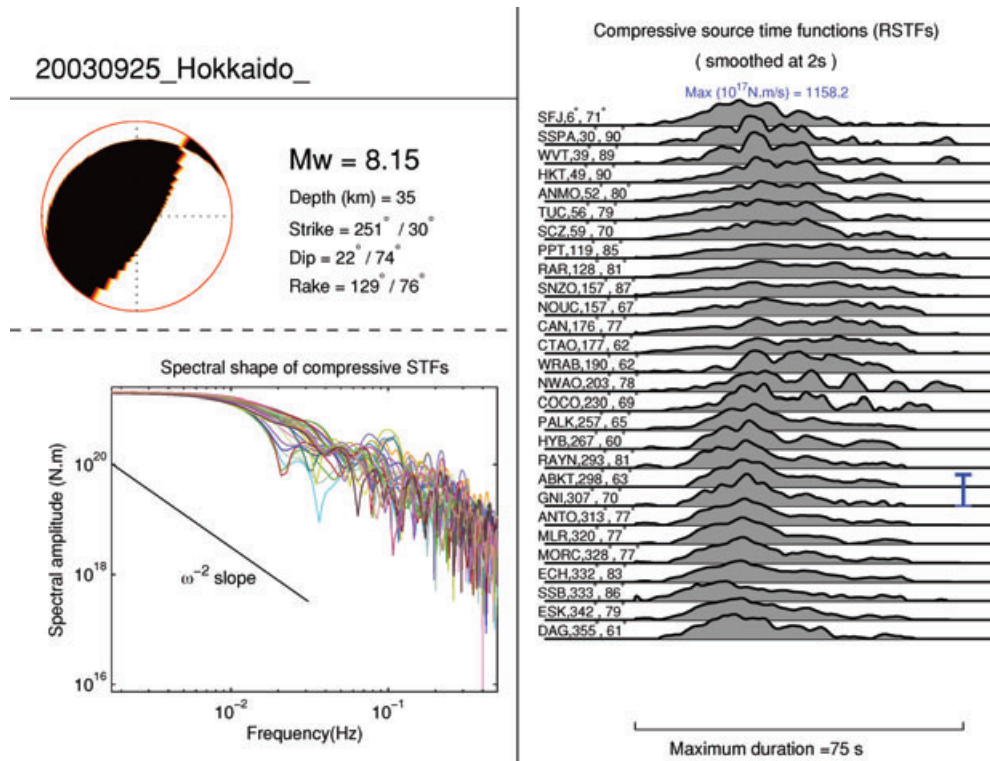 20030925_Hokkaido_
Mw = 8.15
Depth (km) = 35
Strike = 251° / 30°
Dip = 22° / 74°
Rake = 129° / 76°
Spectral shape of compressive STFs
Spectral amplitude (N.m)
10^20
10^18
10^16
ω^-2 slope
10^-2
10^-1
Frequency(Hz)
Compressive source time functions (RSTFs)
( smoothed at 2s )
Max (10^17N.m/s) = 1158.2
SFJ,6°, 71°
SSPA,30°, 90°
WVT,39°, 89°
HKT,49°, 90°
ANMO,52°, 80°
TUC,56°, 79°
SCZ,59°, 70°
PPT,119°, 85°
RAR,128°, 81°
SNZO,157°, 87°
NOUC,157°, 67°
CAN,176°, 77°
CTAO,177°, 62°
WRAB,190°, 62°
NWAO,203°, 78°
COCO,230°, 69°
PALK,257°, 65°
HYB,267°, 60°
RAYN,293°, 81°
ABKT,298°, 63°
GNI,307°, 70°
ANTO,313°, 77°
MLR,320°, 77°
MORC,328°, 77°
ECH,332°, 83°
SSB,333°, 86°
ESK,342°, 79°
DAG,355°, 61°
Maximum duration =75 s